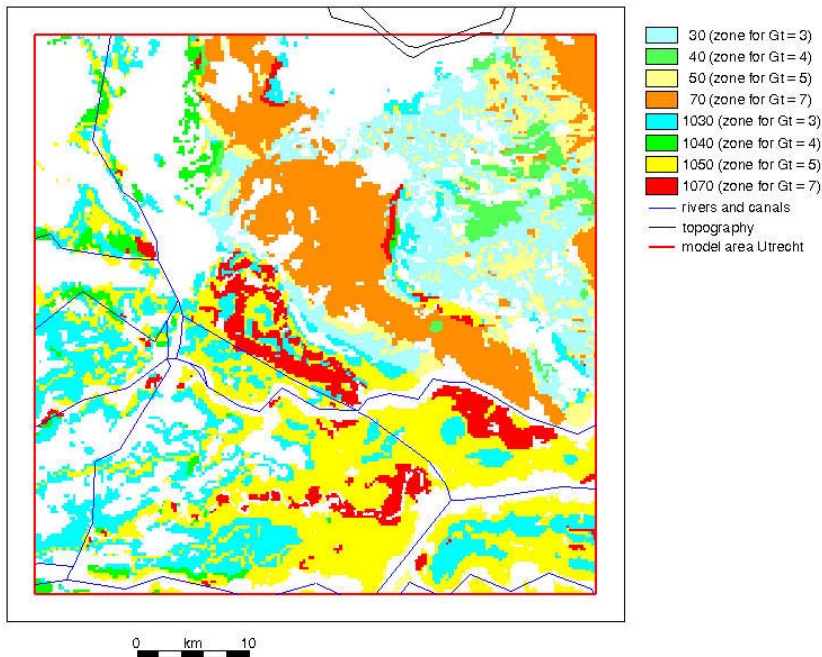 30 (zone for Gt = 3)
40 (zone for Gt = 4)
50 (zone for Gt = 5)
70 (zone for Gt = 7)
1030 (zone for Gt = 3)
1040 (zone for Gt = 4)
1050 (zone for Gt = 5)
1070 (zone for Gt = 7)
rivers and canals
topography
model area Utrecht
0 km 10